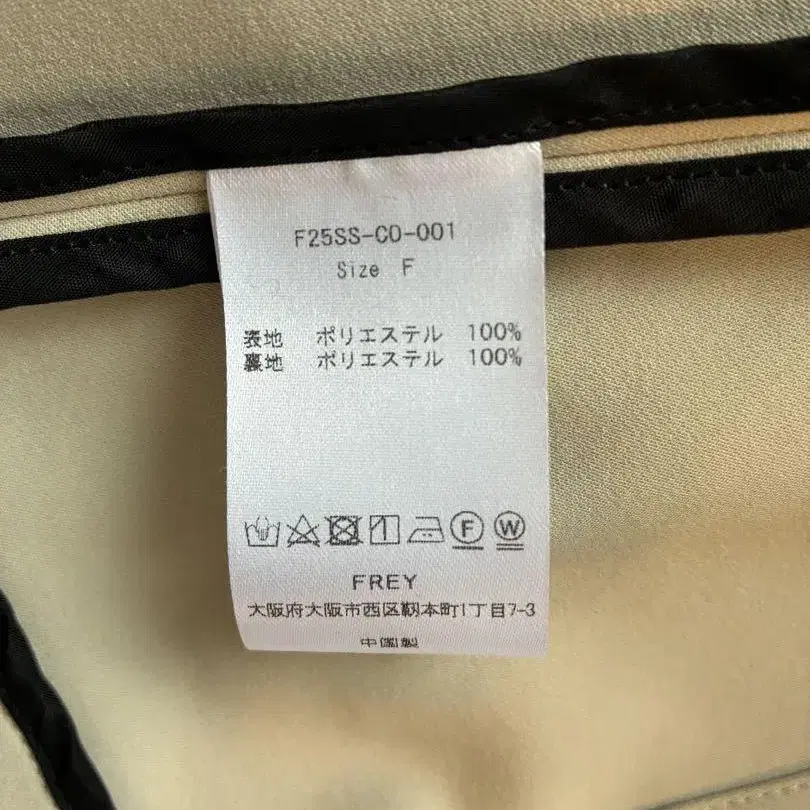 F25SS-CO-001
Size F
表地 ポリエステル 100%
裏地 ポリエステル 100%
F W
FREY
大阪府大阪市西区靱本町1丁目7-3
中国製